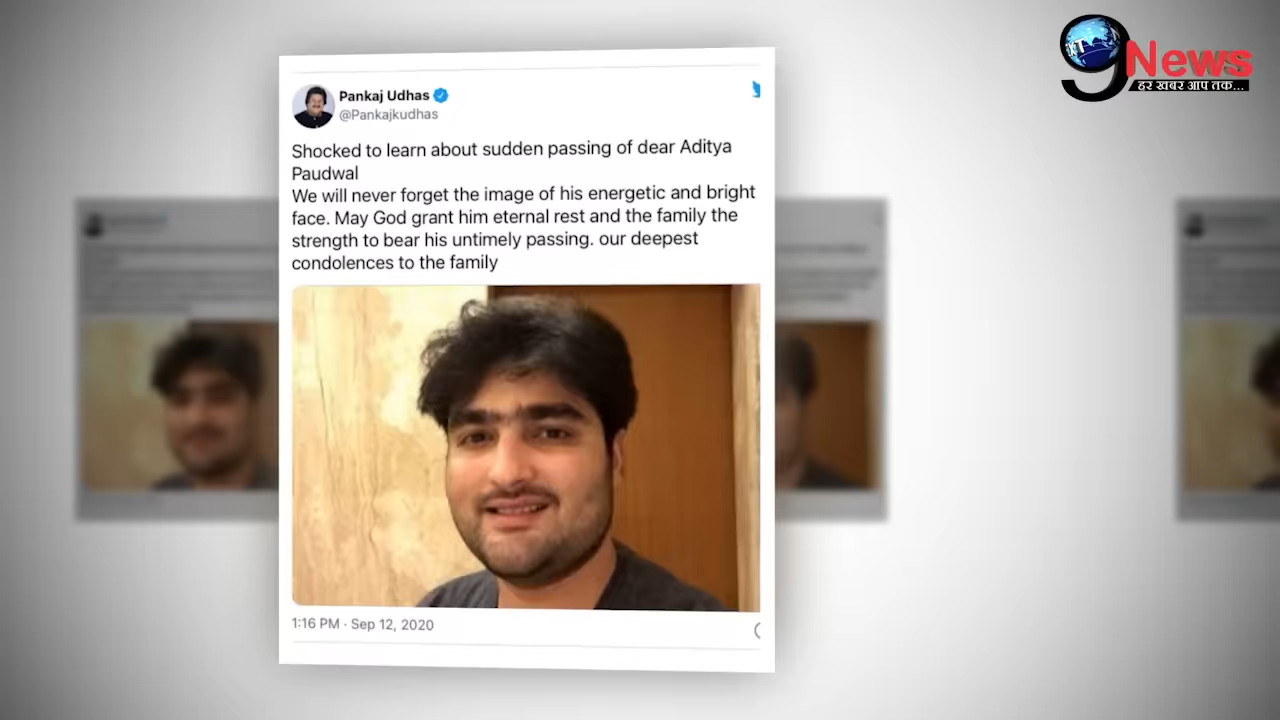 KT
9 News
हर खबर आप तक...
Pankaj Udhas
@Pankajkudhas
Shocked to learn about sudden passing of dear Aditya
Paudwal
We will never forget the image of his energetic and bright
face. May God grant him eternal rest and the family the
strength to bear his untimely passing. our deepest
condolences to the family
1:16 PM · Sep 12, 2020